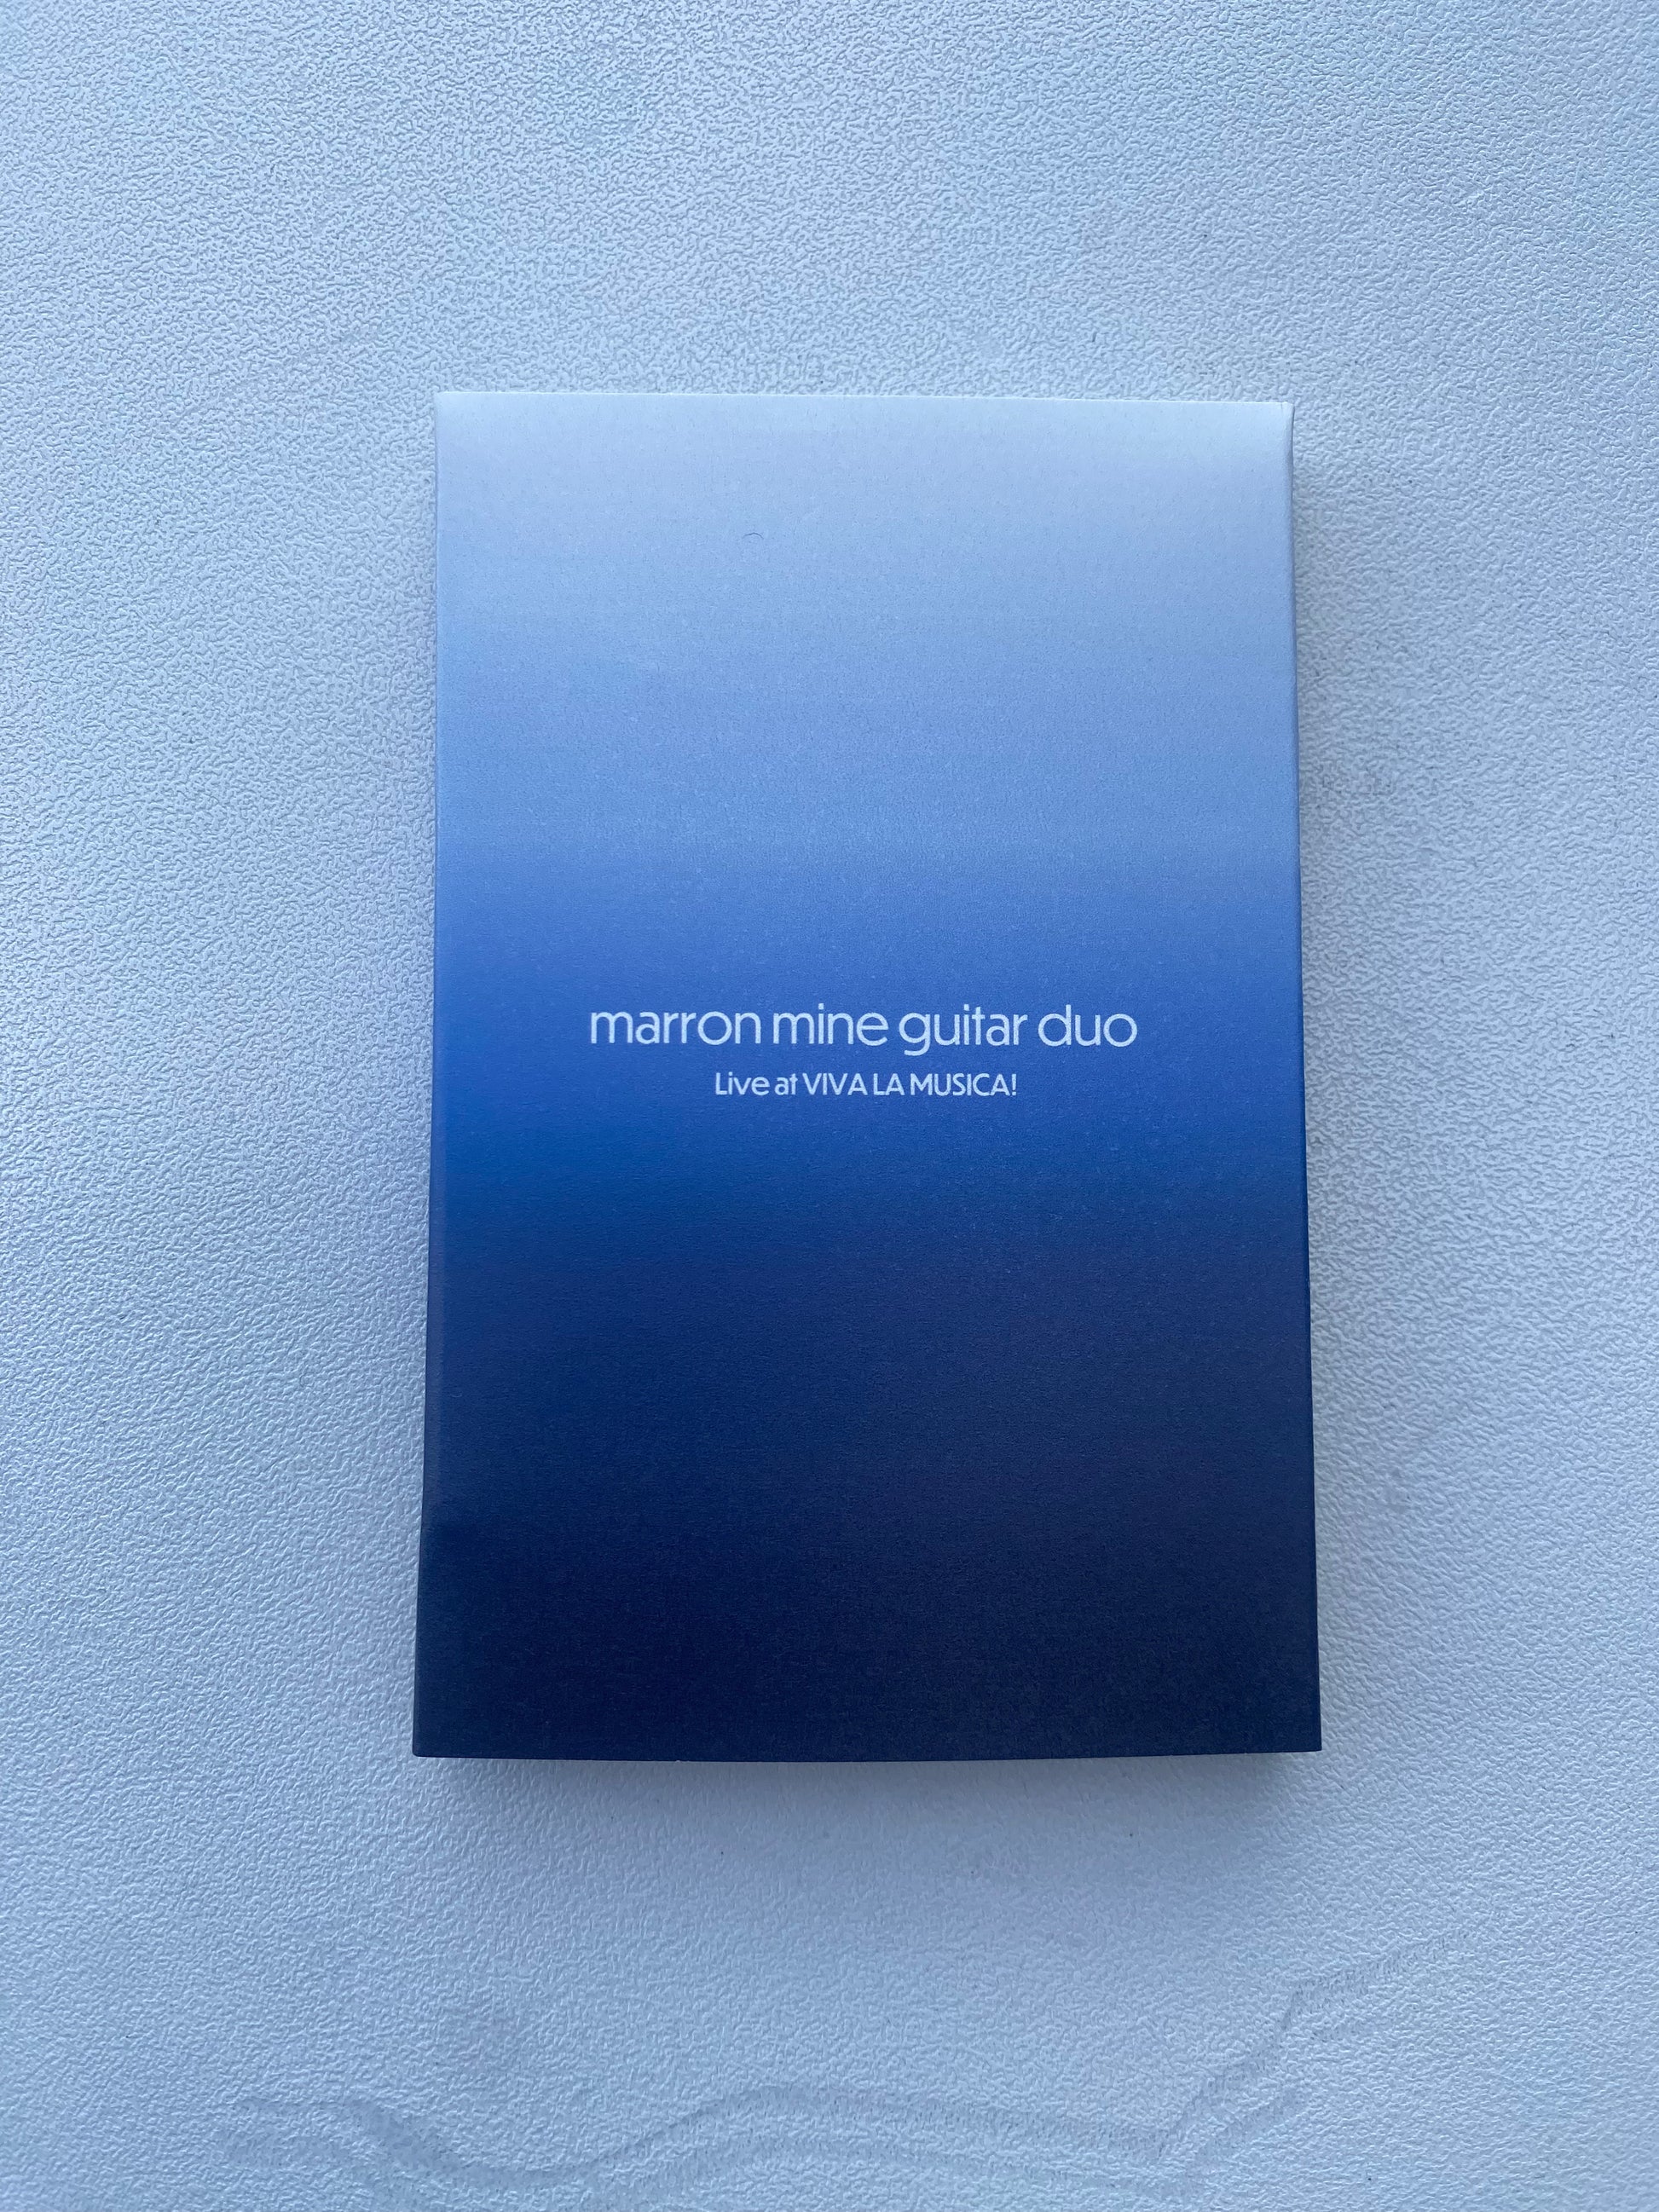 marron mine guitar duo
Live at VIVA LA MUSICA!